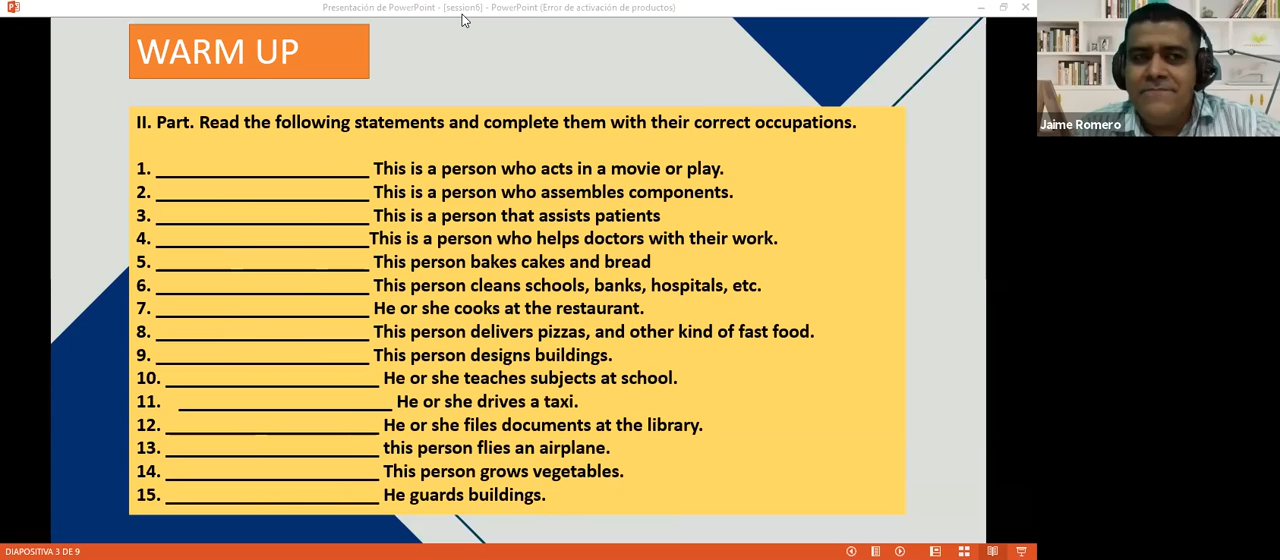 Presentación de PowerPoint - [session6] - PowerPoint (Error de activación de productos)
WARM UP
Jaime Romero
II. Part. Read the following statements and complete them with their correct occupations.
1. ______________________ This is a person who acts in a movie or play.
2. ______________________ This is a person who assembles components.
3. ______________________ This is a person that assists patients
4. ______________________This is a person who helps doctors with their work.
5. ______________________ This person bakes cakes and bread
6. ______________________ This person cleans schools, banks, hospitals, etc.
7. ______________________ He or she cooks at the restaurant.
8. ______________________ This person delivers pizzas, and other kind of fast food.
9. ______________________ This person designs buildings.
10. ______________________ He or she teaches subjects at school.
11. ______________________ He or she drives a taxi.
12. ______________________ He or she files documents at the library.
13. ______________________ this person flies an airplane.
14. ______________________ This person grows vegetables.
15. ______________________ He guards buildings.
DIAPOSITIVA 3 DE 9